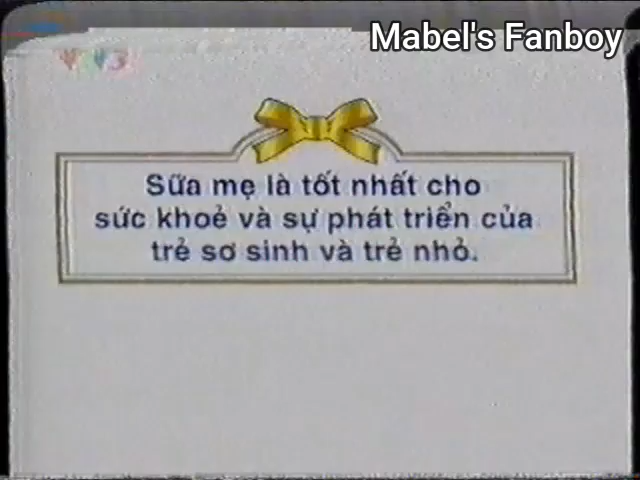 Mabel's Fanboy
VTV3
Sữa mẹ là tốt nhất cho
sức khoẻ và sự phát triển của
trẻ sơ sinh và trẻ nhỏ.